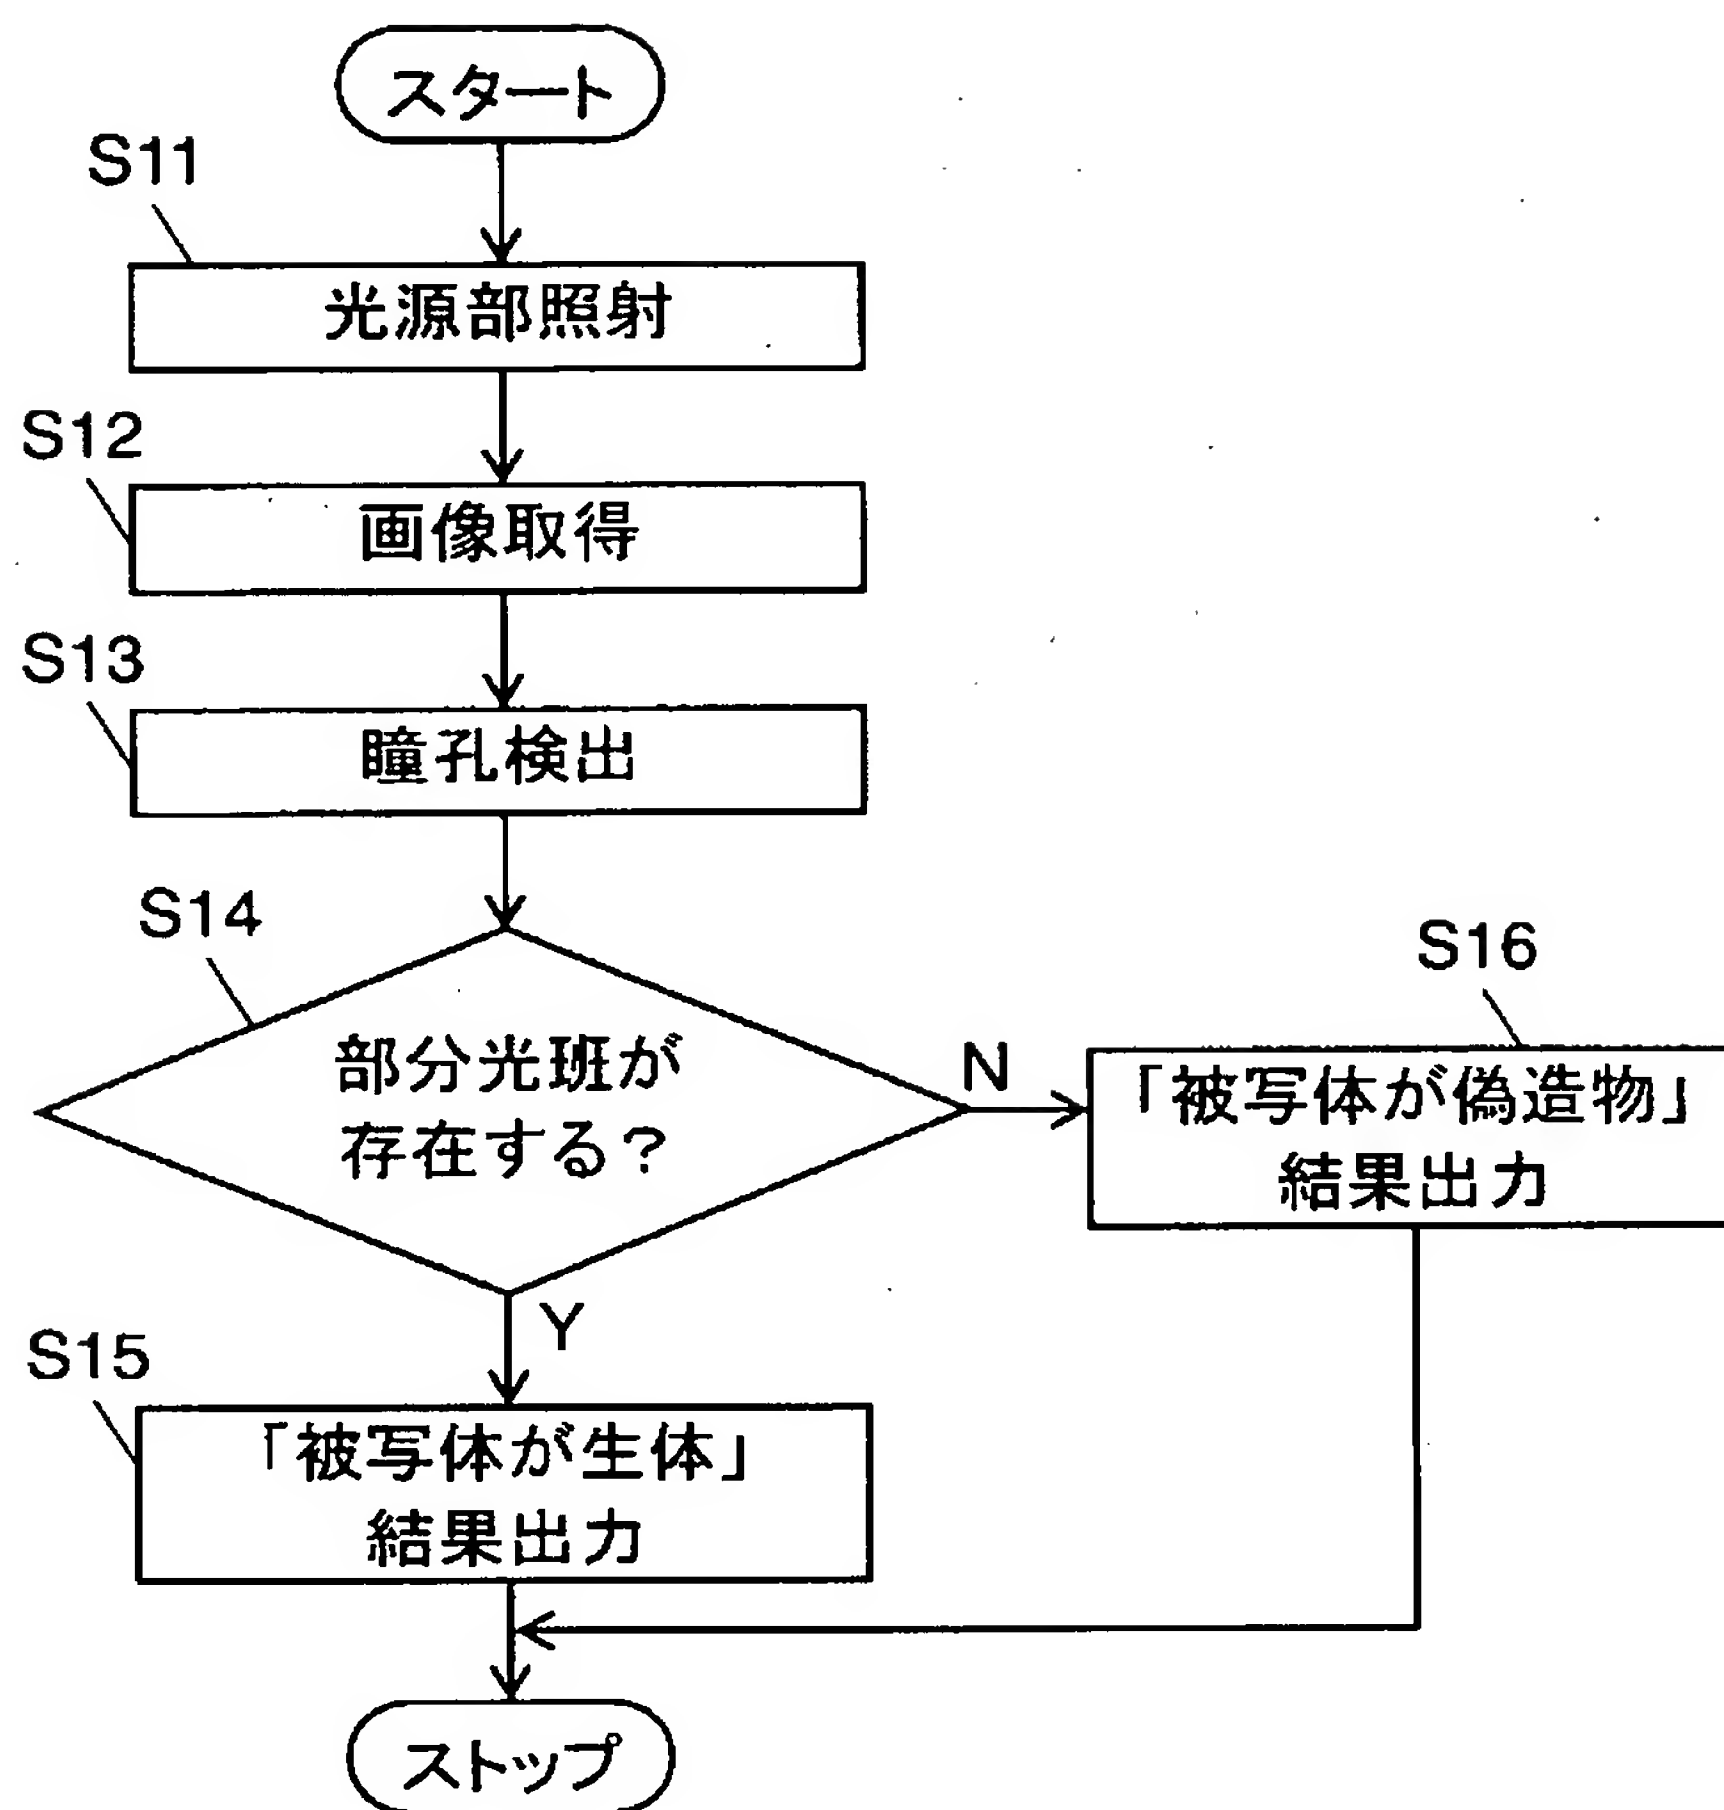 スタート
S11
光源部照射
S12
画像取得
S13
瞳孔検出
S14
部分光班が
存在する?
N
S16
「被写体が偽造物」
結果出力
Y
S15
「被写体が生体」
結果出力
ストップ